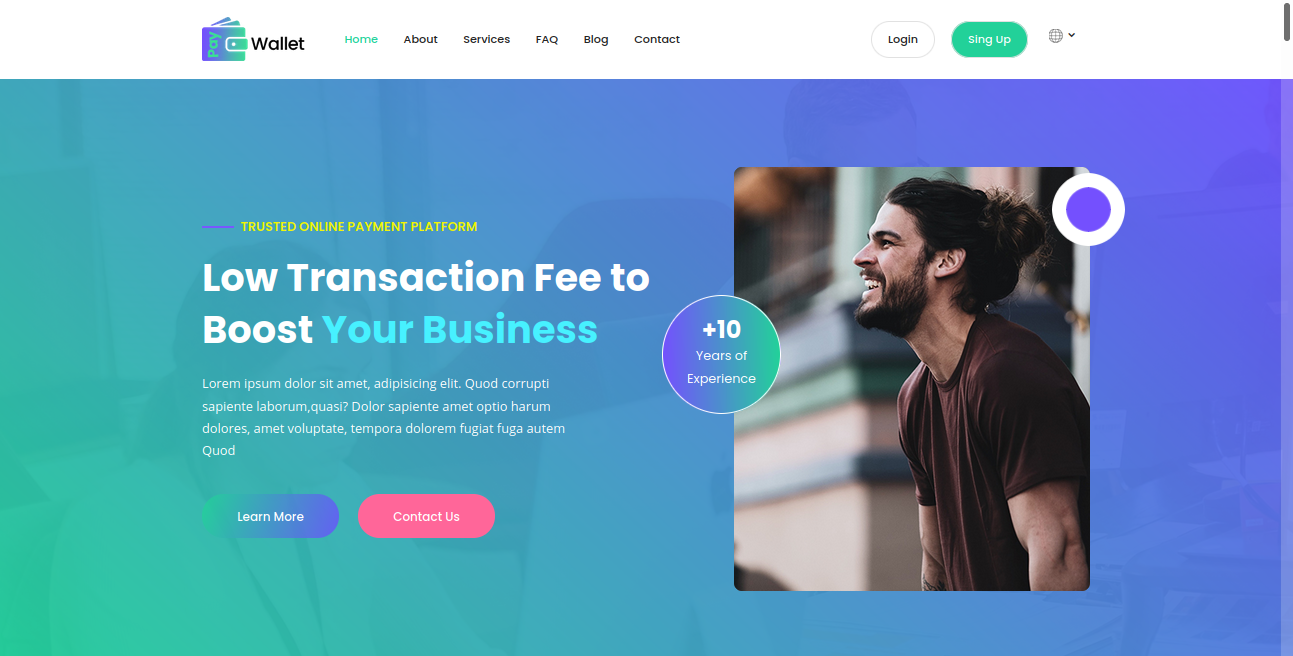 Pay
Wallet
Home
About
Services
FAQ
Blog
Contact
Login
Sing Up
TRUSTED ONLINE PAYMENT PLATFORM
Low Transaction Fee to
Boost Your Business
Lorem ipsum dolor sit amet, adipisicing elit. Quod corrupti
sapiente laborum,quasi? Dolor sapiente amet optio harum
dolores, amet voluptate, tempora dolorem fugiat fuga autem
Quod
Learn More
Contact Us
+10
Years of
Experience